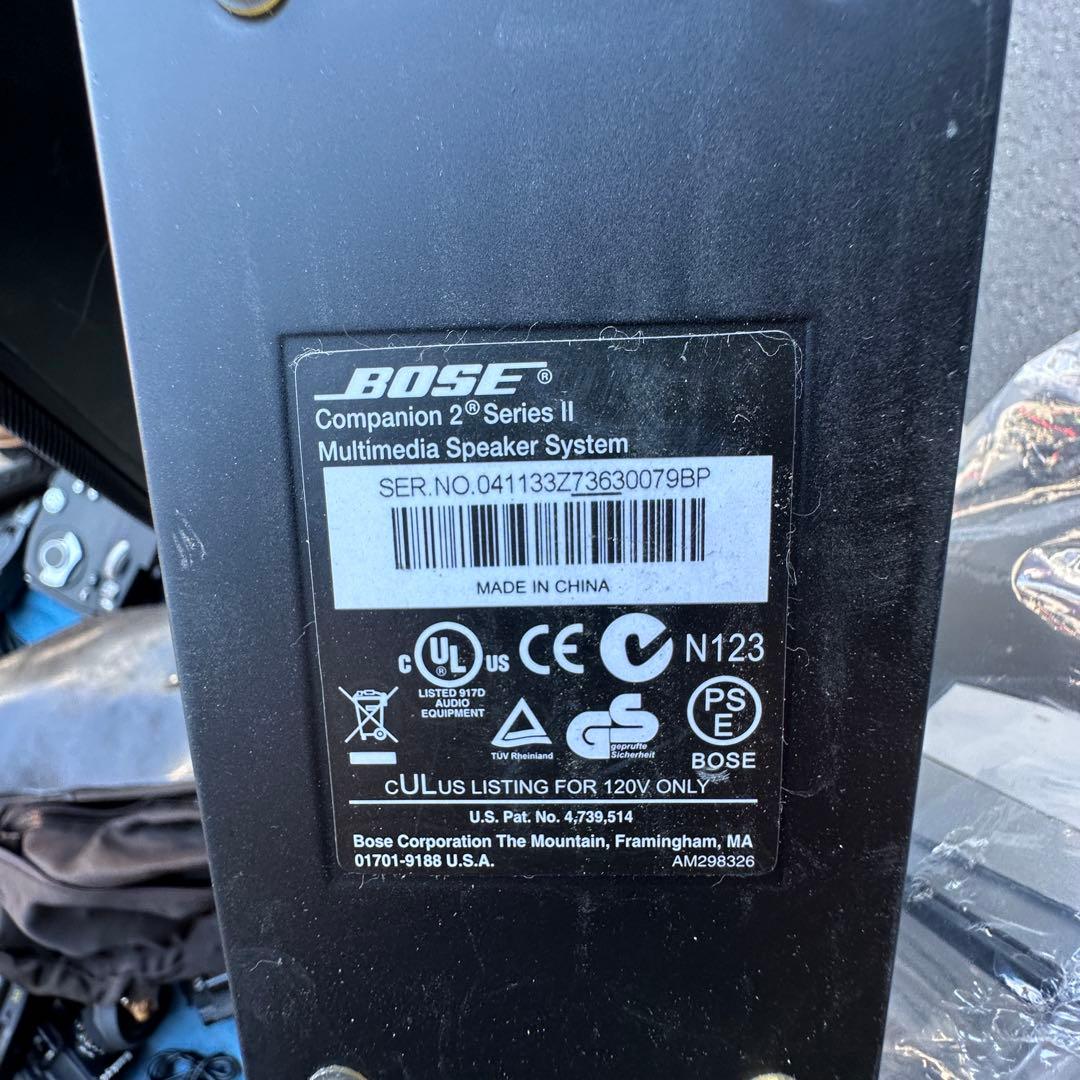 BOSE®
Companion 2® Series II
Multimedia Speaker System
SER.NO.041133Z73630079BP
MADE IN CHINA
C UL® US CE N123
LISTED 917D
AUDIO
EQUIPMENT
TÜV Rheinland
GS
geprüfte
Sicherheit
PS
E
BOSE
CULUS LISTING FOR 120V ONLY
U.S. Pat. No. 4,739,514
Bose Corporation The Mountain, Framingham, MA
01701-9188 U.S.A. AM298326